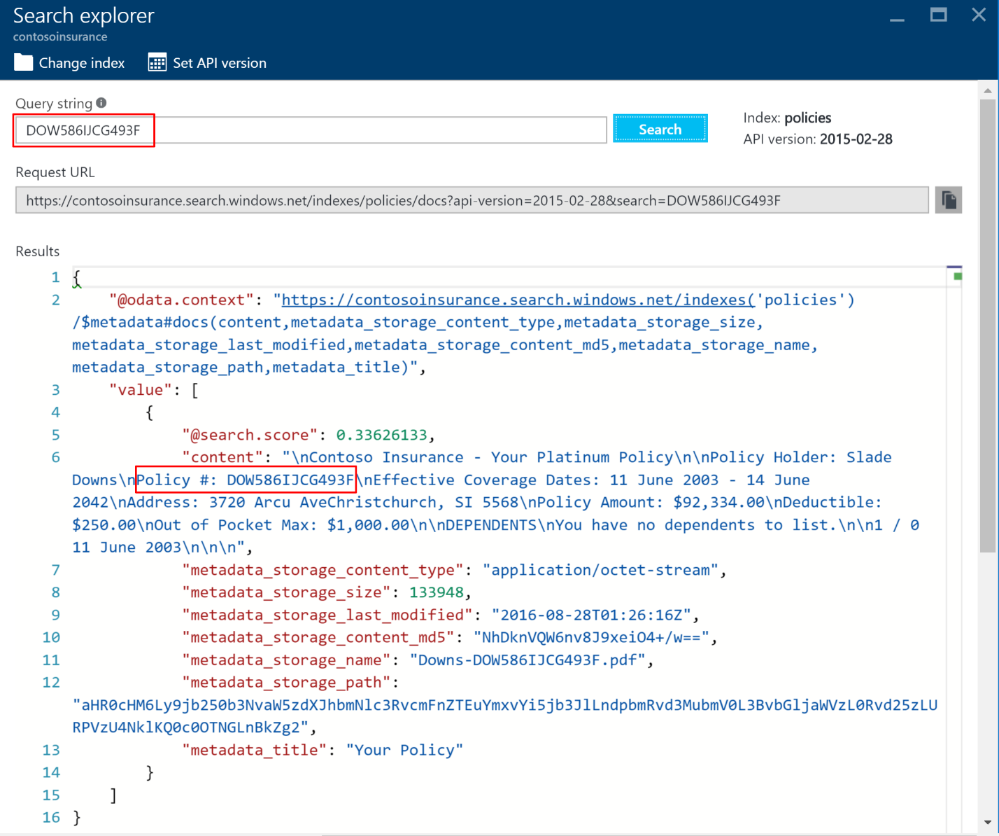 Search explorer
contosoinsurance
Change index
Set API version
Query string
DOW586IJCG493F
Search
Index: policies
API version: 2015-02-28
Request URL
https://contosoinsurance.search.windows.net/indexes/policies/docs?api-version=2015-02-28&search=DOW586IJCG493F
Results
1 {
2 "@odata.context": "https://contosoinsurance.search.windows.net/indexes('policies')
/$metadata#docs(content,metadata_storage_content_type,metadata_storage_size,
metadata_storage_last_modified,metadata_storage_content_md5,metadata_storage_name,
metadata_storage_path,metadata_title)",
3 "value": [
4 {
5 "@search.score": 0.33626133,
6 "content": "\nContoso Insurance - Your Platinum Policy\n\nPolicy Holder: Slade
Downs\nPolicy #: DOW586IJCG493F\nEffective Coverage Dates: 11 June 2003 - 14 June
2042\nAddress: 3720 Arcu AveChristchurch, SI 5568\nPolicy Amount: $92,334.00\nDeductible:
$250.00\nOut of Pocket Max: $1,000.00\n\nDEPENDENTS\nYou have no dependents to list.\n\n1 / 0
11 June 2003\n\n\n",
7 "metadata_storage_content_type": "application/octet-stream",
8 "metadata_storage_size": 133948,
9 "metadata_storage_last_modified": "2016-08-28T01:26:16Z",
10 "metadata_storage_content_md5": "NhDknVQW6nv8J9xeiO4+/w==",
11 "metadata_storage_name": "Downs-DOW586IJCG493F.pdf",
12 "metadata_storage_path":
"aHR0cHM6Ly9jb250b3NvaW5zdXJhbmNlc3RvcmFnZTEuYmxvYi5jb3JlLndpbmRvd3MubmV0L3BvbGljaWVzL0Rvd25zLU
RPVzU4NklKQ0c0OTNGLnBkZg2",
13 "metadata_title": "Your Policy"
14 }
15 ]
16 }